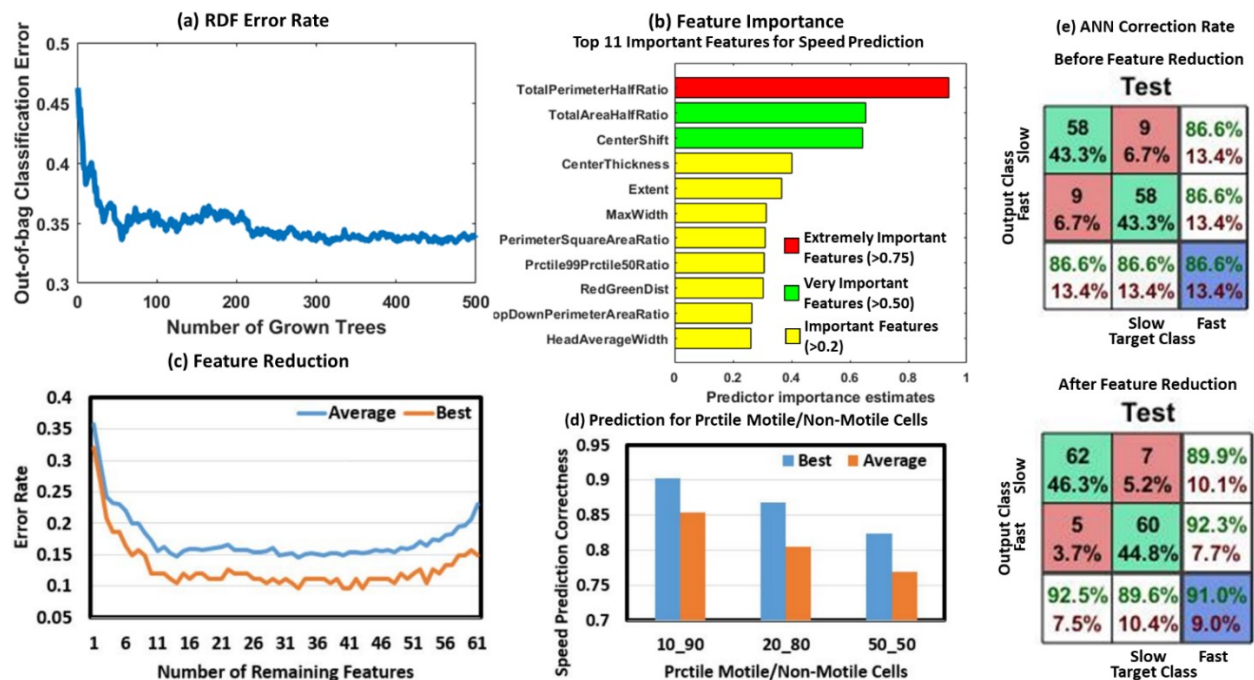 (a) RDF Error Rate
Out-of-bag Classification Error
0.5
0.45
0.4
0.35
0.3
0
100
200
300
400
500
Number of Grown Trees
(b) Feature Importance
Top 11 Important Features for Speed Prediction
TotalPerimeterHalfRatio
TotalAreaHalfRatio
CenterShift
CenterThickness
Extent
MaxWidth
PerimeterSquareAreaRatio
Prctile99Prctile50Ratio
RedGreenDist
opDownPerimeterAreaRatio
HeadAverageWidth
Extremely Important
Features (>0.75)
Very Important
Features (>0.50)
Important Features
(>0.2)
0
0.2
0.4
0.6
0.8
1
Predictor importance estimates
(c) Feature Reduction
Average
Best
Error Rate
0.4
0.35
0.3
0.25
0.2
0.15
0.1
0.05
1
6
11
16
21
26
31
36
41
46
51
56
61
Number of Remaining Features
(d) Prediction for Prctile Motile/Non-Motile Cells
Best
Average
Speed Prediction Correctness
0.95
0.9
0.85
0.8
0.75
0.7
10_90
20_80
50_50
Prctile Motile/Non-Motile Cells
(e) ANN Correction Rate
Before Feature Reduction
Test
Output Class
Slow
Fast
58
43.3%
9
6.7%
86.6%
13.4%
9
6.7%
58
43.3%
86.6%
13.4%
86.6%
13.4%
86.6%
13.4%
86.6%
13.4%
Slow
Fast
Target Class
After Feature Reduction
Test
Output Class
Slow
Fast
62
46.3%
7
5.2%
89.9%
10.1%
5
3.7%
60
44.8%
92.3%
7.7%
92.5%
7.5%
89.6%
10.4%
91.0%
9.0%
Slow
Fast
Target Class